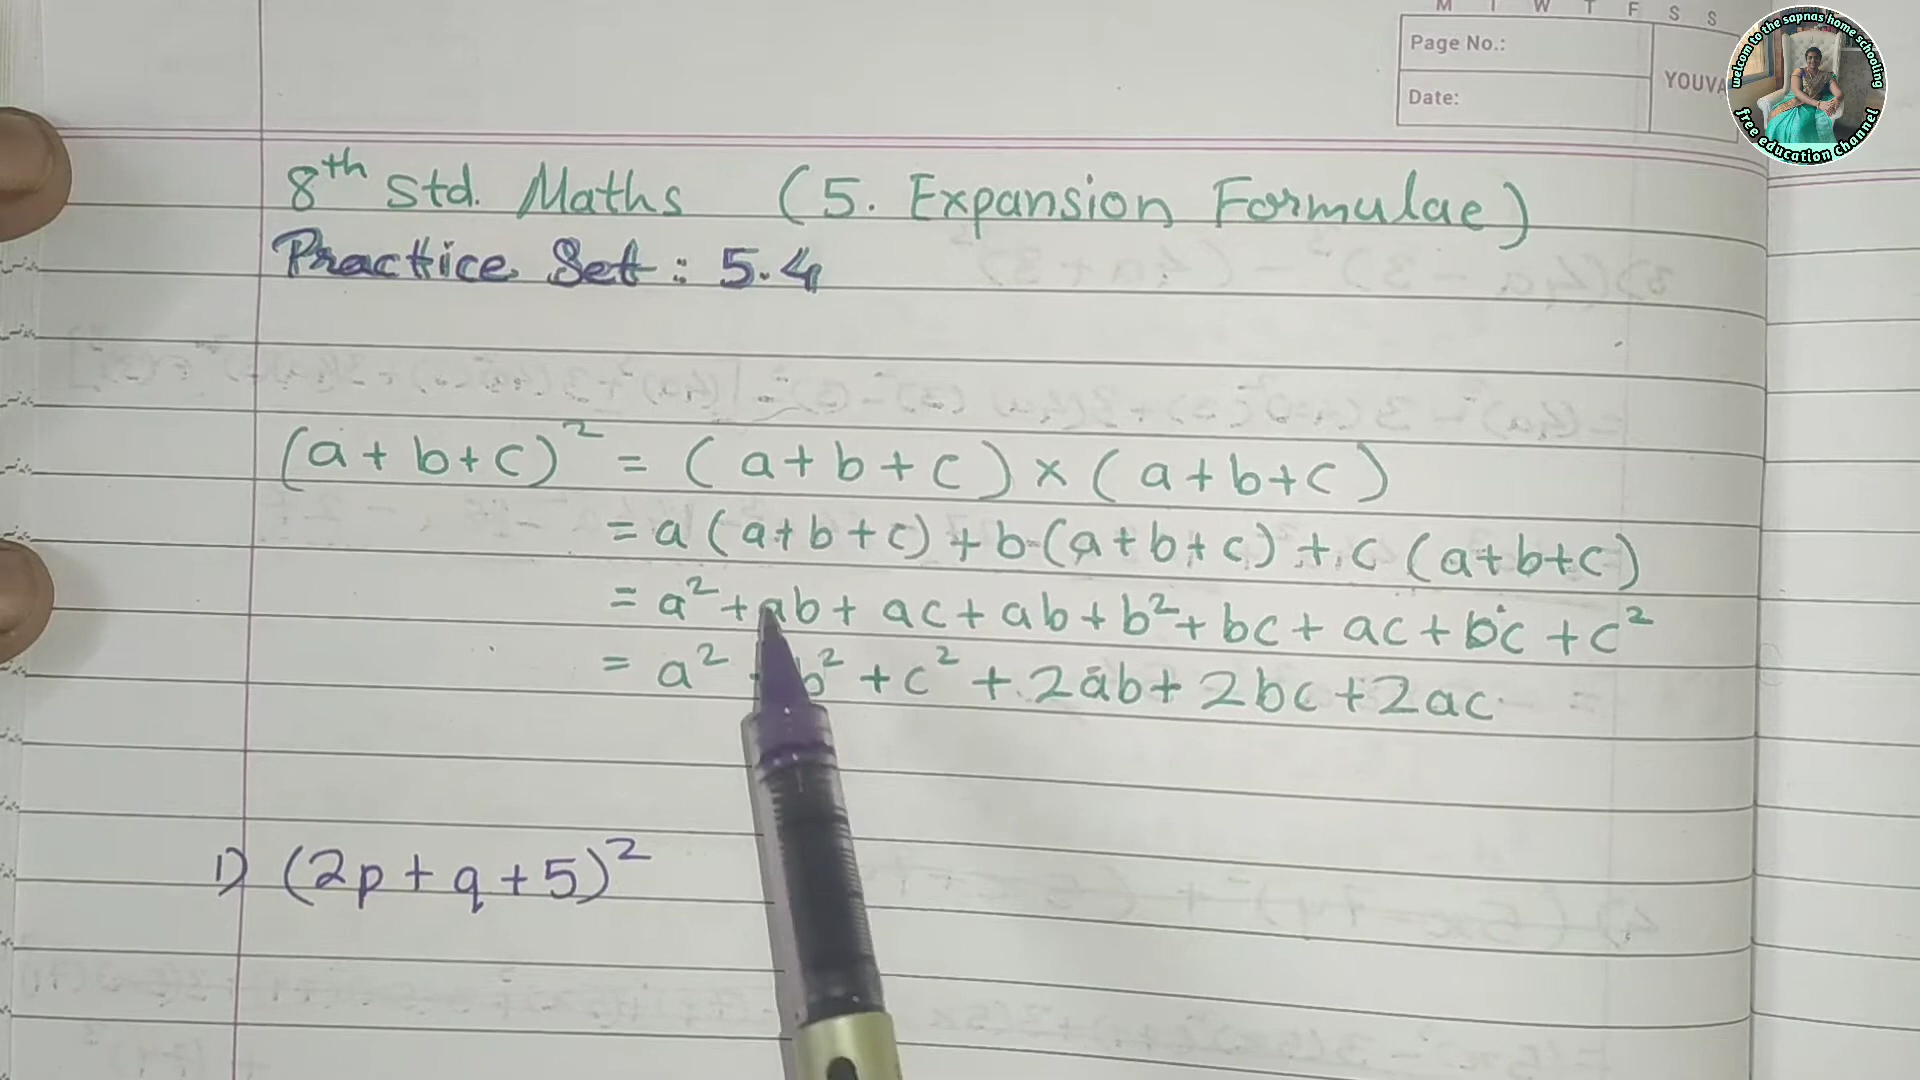 M T W T F S S
Page No.:
YOUVA
Date:
welcom to the sapnas home schooling
free education channel
8th Std. Maths (5. Expansion Formulae)
Practice Set: 5.4
(a+b+c)² = (a+b+c)×(a+b+c)
= a(a+b+c)+b(a+b+c)+c(a+b+c)
= a²+ab+ac+ab+b²+bc+ac+bc+c²
= a² + b²+c²+2ab+2bc+2ac
1) (2p+q+5)²